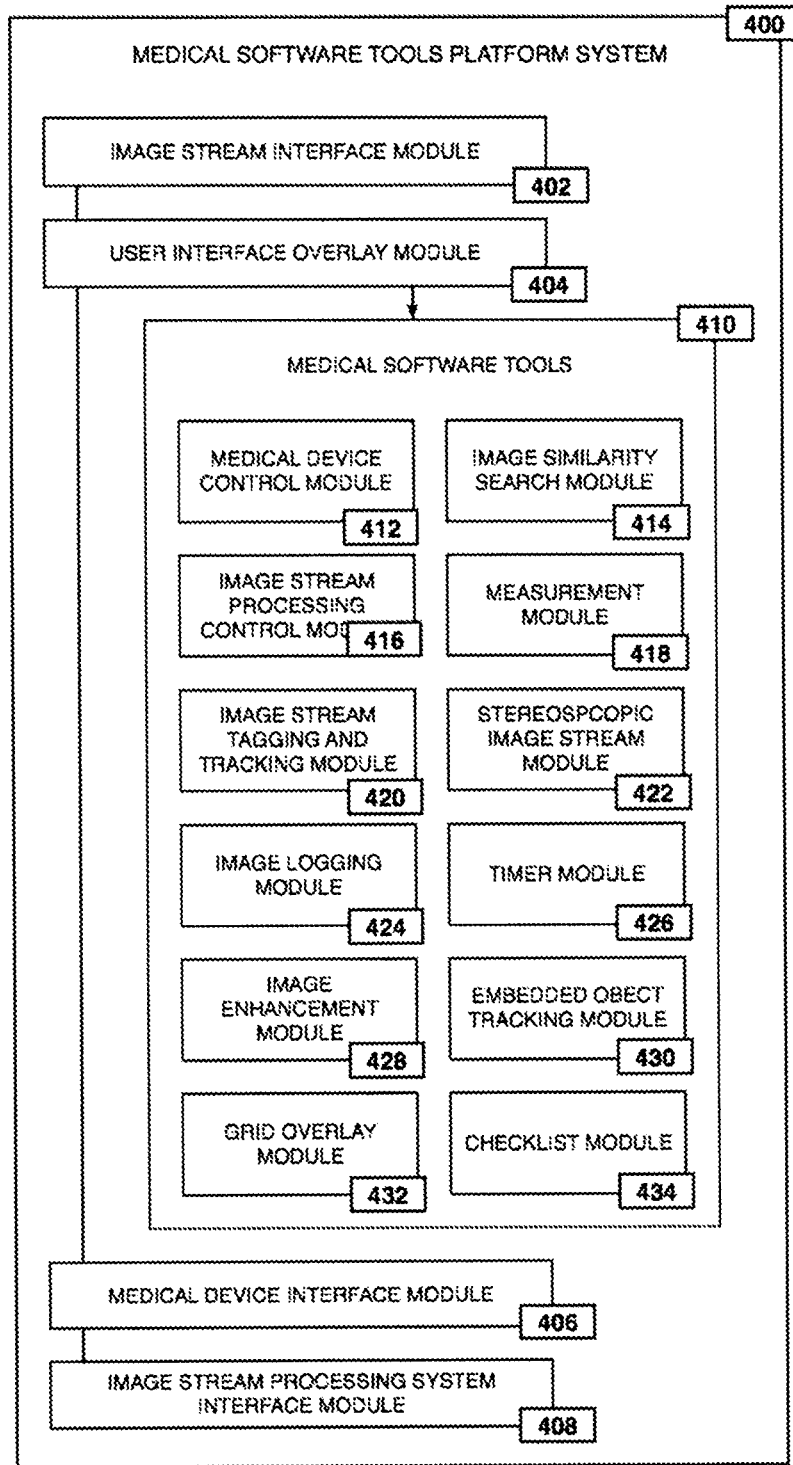 400
MEDICAL SOFTWARE TOOLS PLATFORM SYSTEM
IMAGE STREAM INTERFACE MODULE
402
USER INTERFACE OVERLAY MODULE
404
410
MEDICAL SOFTWARE TOOLS
MEDICAL DEVICE
CONTROL MODULE
412
IMAGE SIMILARITY
SEARCH MODULE
414
IMAGE STREAM
PROCESSING
CONTROL MOD
416
MEASUREMENT
MODULE
418
IMAGE STREAM
TAGGING AND
TRACKING MODULE
420
STEREOSPCOPIC
IMAGE STREAM
MODULE
422
IMAGE LOGGING
MODULE
424
TIMER MODULE
426
IMAGE
ENHANCEMENT
MODULE
428
EMBEDDED OBECT
TRACKING MODULE
430
GRID OVERLAY
MODULE
432
CHECKLIST MODULE
434
MEDICAL DEVICE INTERFACE MODULE
406
IMAGE STREAM PROCESSING SYSTEM
INTERFACE MODULE
408